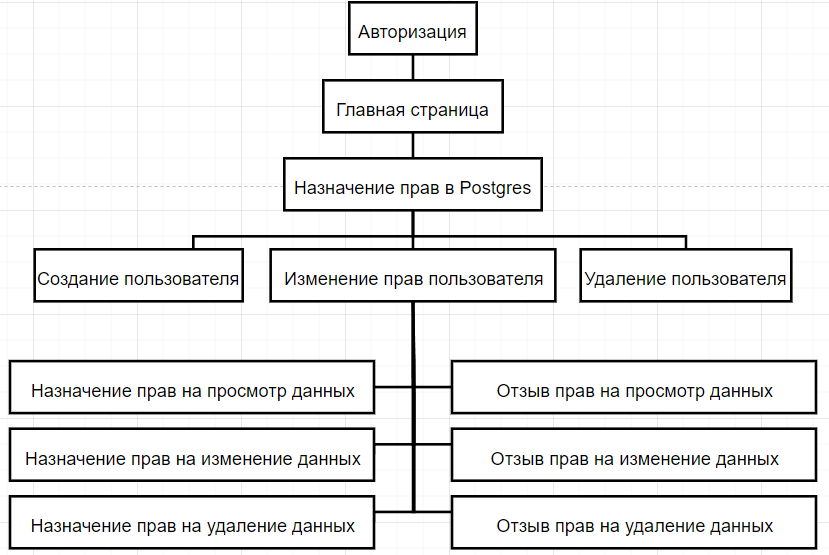 Авторизация
Главная страница
Назначение прав в Postgres
Создание пользователя
Изменение прав пользователя
Удаление пользователя
Назначение прав на просмотр данных
Отзыв прав на просмотр данных
Назначение прав на изменение данных
Отзыв прав на изменение данных
Назначение прав на удаление данных
Отзыв прав на удаление данных